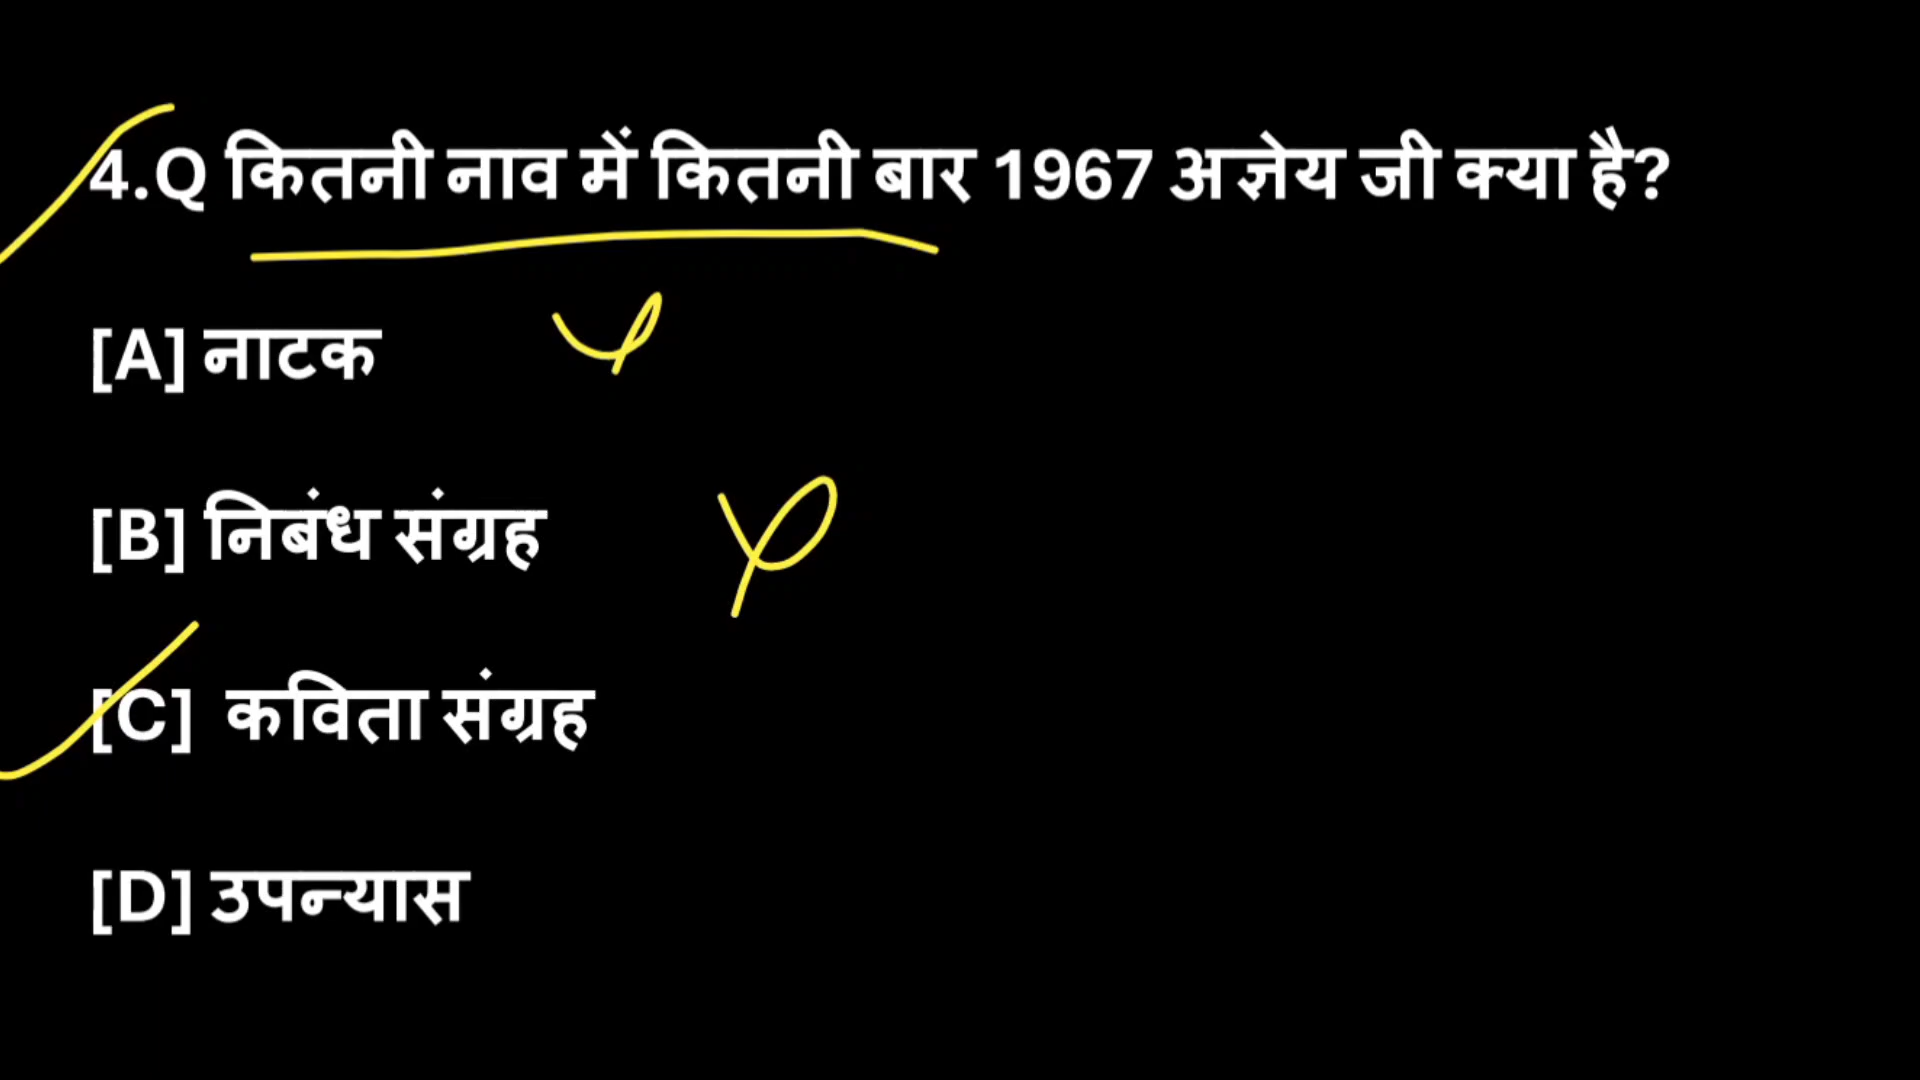 4.Q कितनी नाव में कितनी बार 1967 अज्ञेय जी क्या है?
[A] नाटक
[B] निबंध संग्रह
[C] कविता संग्रह
[D] उपन्यास